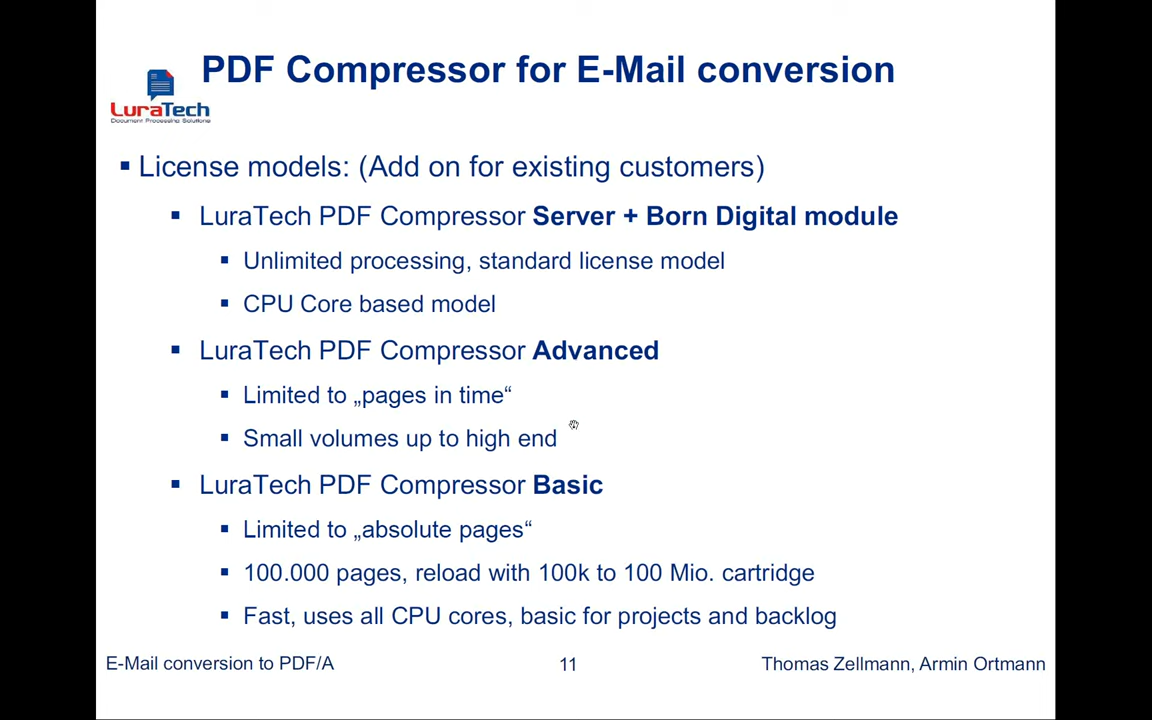 PDF Compressor for E-Mail conversion
LuraTech
Document Processing Solutions
License models: (Add on for existing customers)
LuraTech PDF Compressor Server + Born Digital module
Unlimited processing, standard license model
CPU Core based model
LuraTech PDF Compressor Advanced
Limited to „pages in time“
Small volumes up to high end
LuraTech PDF Compressor Basic
Limited to „absolute pages“
100.000 pages, reload with 100k to 100 Mio. cartridge
Fast, uses all CPU cores, basic for projects and backlog
E-Mail conversion to PDF/A
11
Thomas Zellmann, Armin Ortmann